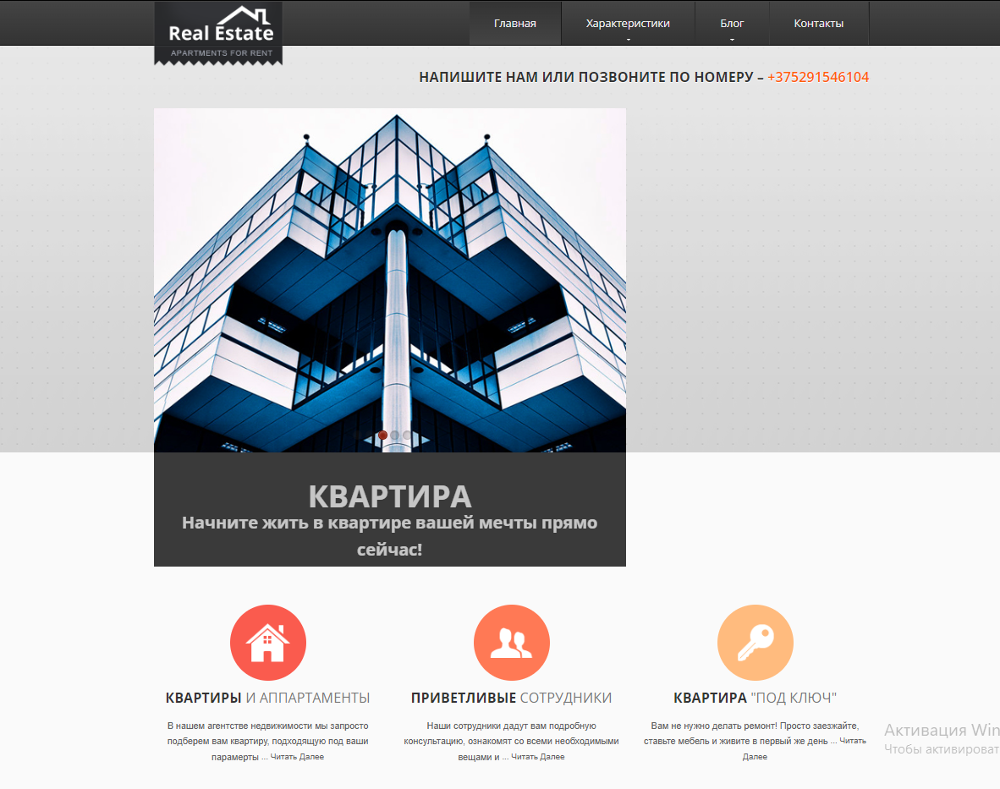 Real Estate
APARTMENTS FOR RENT
Главная
Характеристики
Блог
Контакты
НАПИШИТЕ НАМ ИЛИ ПОЗВОНИТЕ ПО НОМЕРУ – +375291546104
КВАРТИРА
Начните жить в квартире вашей мечты прямо
сейчас!
КВАРТИРЫ И АППАРТАМЕНТЫ
В нашем агентстве недвижимости мы запросто
подберем вам квартиру, подходящую под ваши
параметры ... Читать Далее
ПРИВЕТЛИВЫЕ СОТРУДНИКИ
Наши сотрудники дадут вам подробную
консультацию, ознакомят со всеми необходимыми
вещами и ... Читать Далее
КВАРТИРА "ПОД КЛЮЧ"
Вам не нужно делать ремонт! Просто заезжайте,
ставьте мебель и живите в первый же день ... Читать
Далее
Активация Win
Чтобы активироват